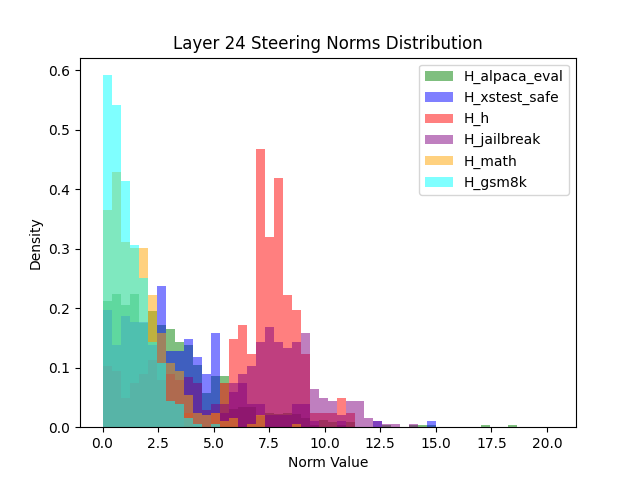 Layer 24 Steering Norms Distribution
H_alpaca_eval
H_xstest_safe
H_h
H_jailbreak
H_math
H_gsm8k
0.6
0.5
0.4
0.3
0.2
0.1
0.0
Density
0.0 2.5 5.0 7.5 10.0 12.5 15.0 17.5 20.0
Norm Value